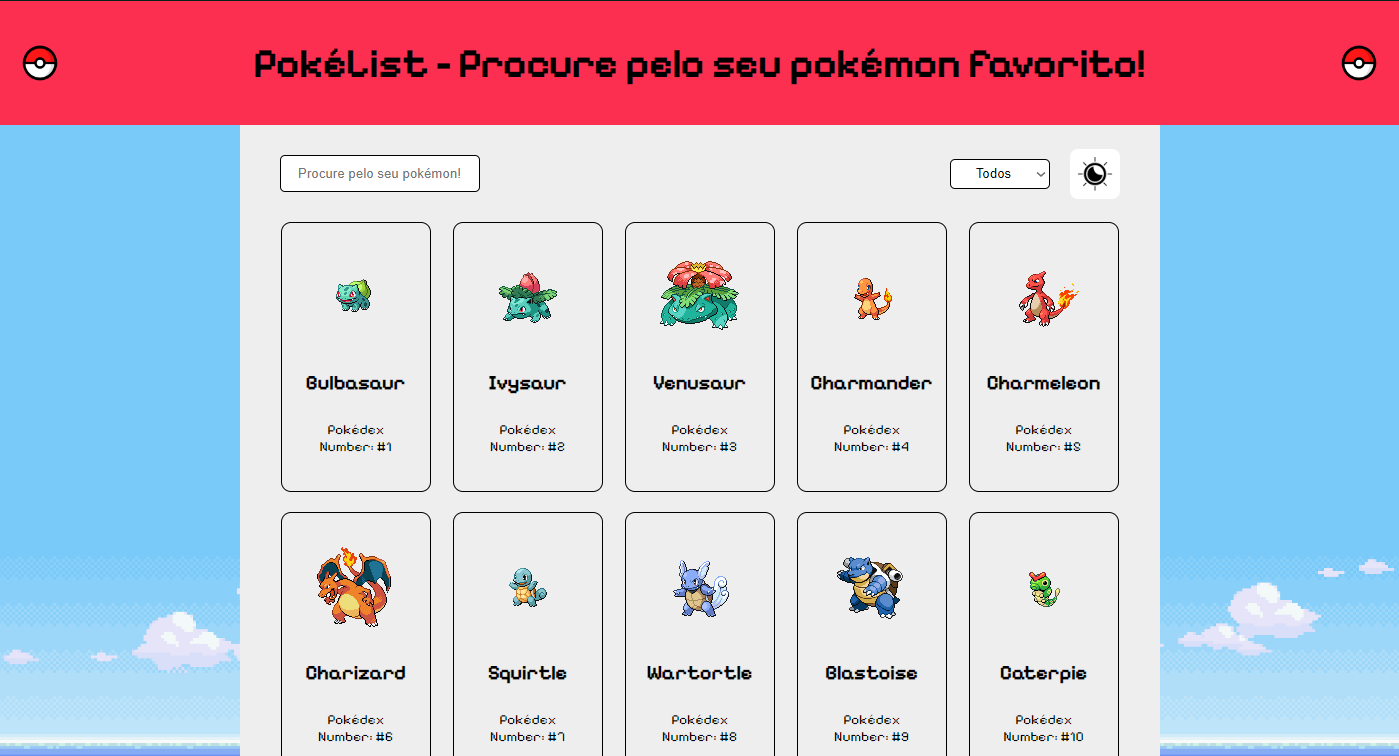 PokéList - Procure pelo seu pokémon favorito!
Procure pelo seu pokémon!
Todos
Bulbasaur
Ivysaur
Venusaur
Charmander
Charmeleon
Pokédex
Number: #1
Pokédex
Number: #2
Pokédex
Number: #3
Pokédex
Number: #4
Pokédex
Number: #5
Charizard
Squirtle
Wartortle
Blastoise
Caterpie
Pokédex
Number: #6
Pokédex
Number: #7
Pokédex
Number: #8
Pokédex
Number: #9
Pokédex
Number: #10